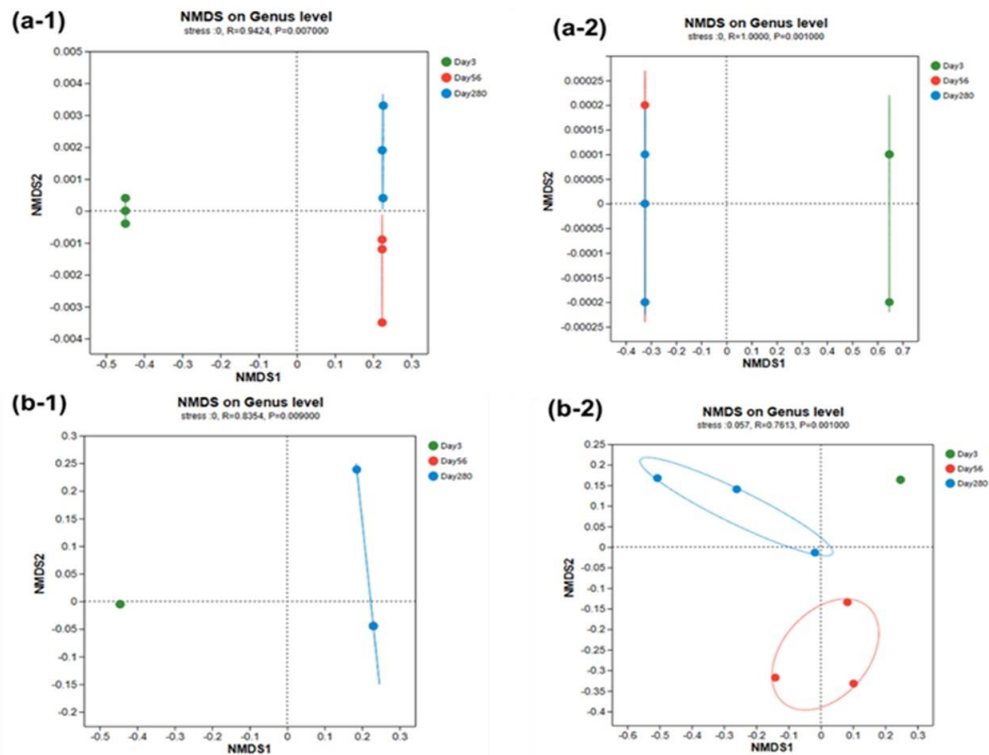 (a-1)
NMDS on Genus level
stress :0, R=0.9424, P=0.007000
0.005
0.004
0.003
0.002
0.001
0
-0.001
-0.002
-0.003
-0.004
NMDS2
-0.5 -0.4 -0.3 -0.2 -0.1 0 0.1 0.2 0.3
NMDS1
Day3
Day56
Day280
(a-2)
NMDS on Genus level
stress :0, R=1.0000, P=0.001000
0.00025
0.0002
0.00015
0.0001
0.00005
0
-0.00005
-0.0001
-0.00015
-0.0002
-0.00025
NMDS2
-0.4 -0.3 -0.2 -0.1 0 0.1 0.2 0.3 0.4 0.5 0.6 0.7
NMDS1
Day3
Day56
Day280
(b-1)
NMDS on Genus level
stress :0, R=0.8354, P=0.009000
0.3
0.25
0.2
0.15
0.1
0.05
0
-0.05
-0.1
-0.15
-0.2
NMDS2
-0.5 -0.4 -0.3 -0.2 -0.1 0 0.1 0.2 0.3
NMDS1
Day3
Day56
Day280
(b-2)
NMDS on Genus level
stress :0.057, R=0.7613, P=0.001000
0.25
0.2
0.15
0.1
0.05
0
-0.05
-0.1
-0.15
-0.2
-0.25
-0.3
-0.35
-0.4
NMDS2
-0.6 -0.5 -0.4 -0.3 -0.2 -0.1 0 0.1 0.2 0.3
NMDS1
Day3
Day56
Day280